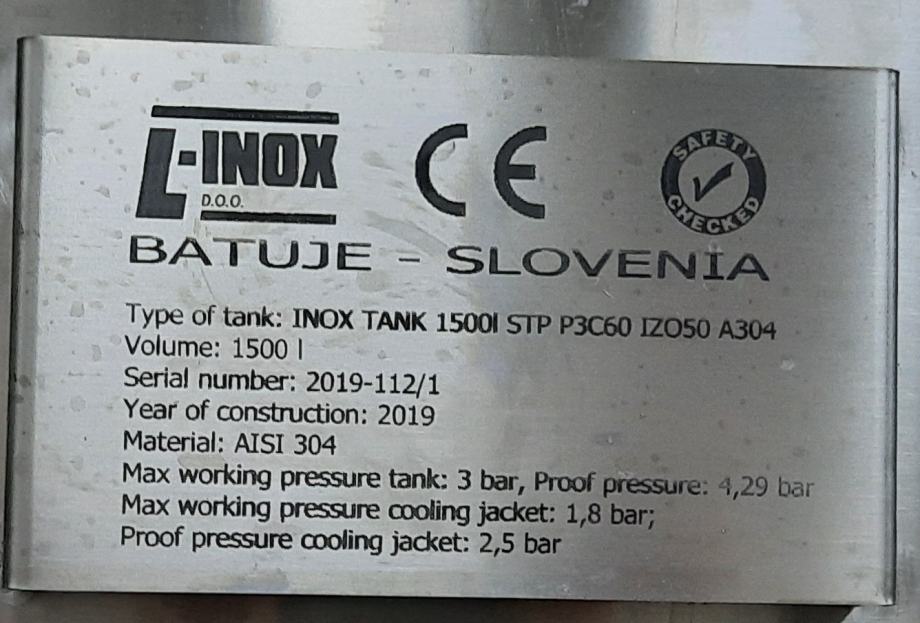 L-INOX
D.O.O.
CE
SAFETY
CHECKED
BATUJE - SLOVENIA
Type of tank: INOX TANK 1500l STP P3C60 IZO50 A304
Volume: 1500 l
Serial number: 2019-112/1
Year of construction: 2019
Material: AISI 304
Max working pressure tank: 3 bar, Proof pressure: 4,29 bar
Max working pressure cooling jacket: 1,8 bar;
Proof pressure cooling jacket: 2,5 bar